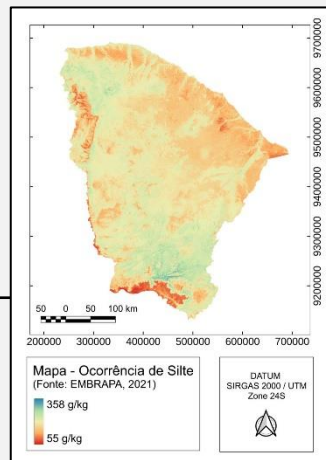 9700000
9600000
9500000
9400000
9300000
9200000
50 0 50 100 km
200000 300000 400000 500000 600000 700000
Mapa - Ocorrência de Silte
(Fonte: EMBRAPA, 2021)
358 g/kg
55 g/kg
DATUM
SIRGAS 2000 / UTM
Zone 24S